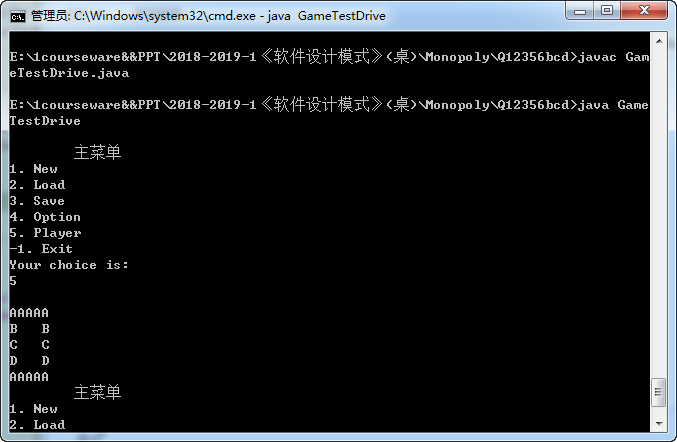 管理员: C:\Windows\system32\cmd.exe - java  GameTestDrive
E:\1courseware&&PPT\2018-2019-1《软件设计模式》(桌)\Monopoly\Q12356bcd>javac Gam
eTestDrive.java
E:\1courseware&&PPT\2018-2019-1《软件设计模式》(桌)\Monopoly\Q12356bcd>java Game
TestDrive
主菜单
1. New
2. Load
3. Save
4. Option
5. Player
-1. Exit
Your choice is:
5
AAAAA
B   B
C   C
D   D
AAAAA
主菜单
1. New
2. Load